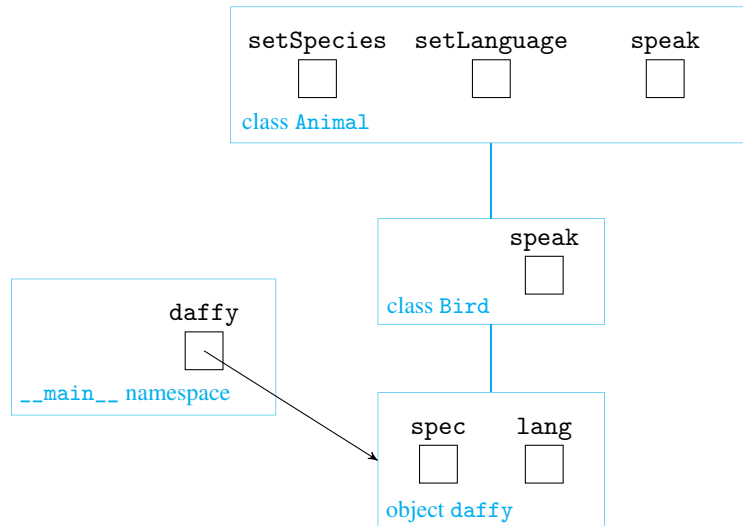 setSpecies setLanguage speak
class Animal
speak
class Bird
daffy
__main__ namespace
spec lang
object daffy